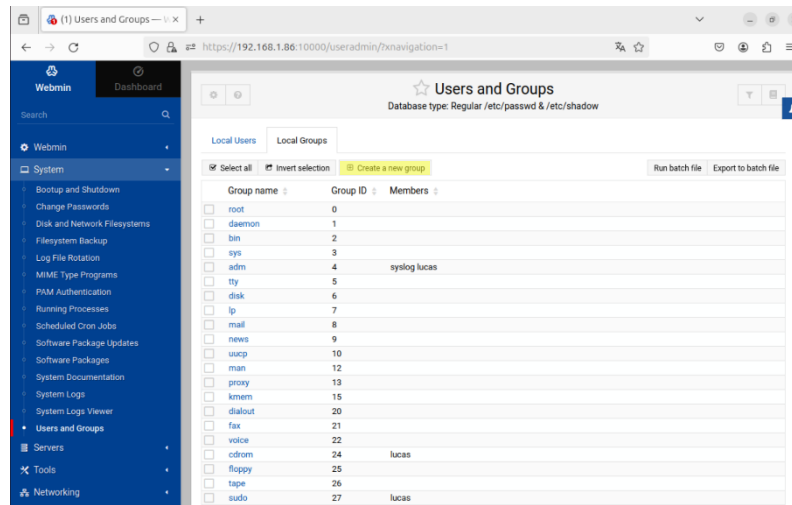 (1) Users and Groups — W
https://192.168.1.86:10000/useradmin/?xnavigation=1
Webmin
Dashboard
Search
Webmin
System
Bootup and Shutdown
Change Passwords
Disk and Network Filesystems
Filesystem Backup
Log File Rotation
MIME Type Programs
PAM Authentication
Running Processes
Scheduled Cron Jobs
Software Package Updates
Software Packages
System Documentation
System Logs
System Logs Viewer
Users and Groups
Servers
Tools
Networking
Users and Groups
Database type: Regular /etc/passwd & /etc/shadow
Local Users Local Groups
Select all Invert selection Create a new group Run batch file Export to batch file
Group name Group ID Members
root 0
daemon 1
bin 2
sys 3
adm 4 syslog lucas
tty 5
disk 6
lp 7
mail 8
news 9
uucp 10
man 12
proxy 13
kmem 15
dialout 20
fax 21
voice 22
cdrom 24 lucas
floppy 25
tape 26
sudo 27 lucas